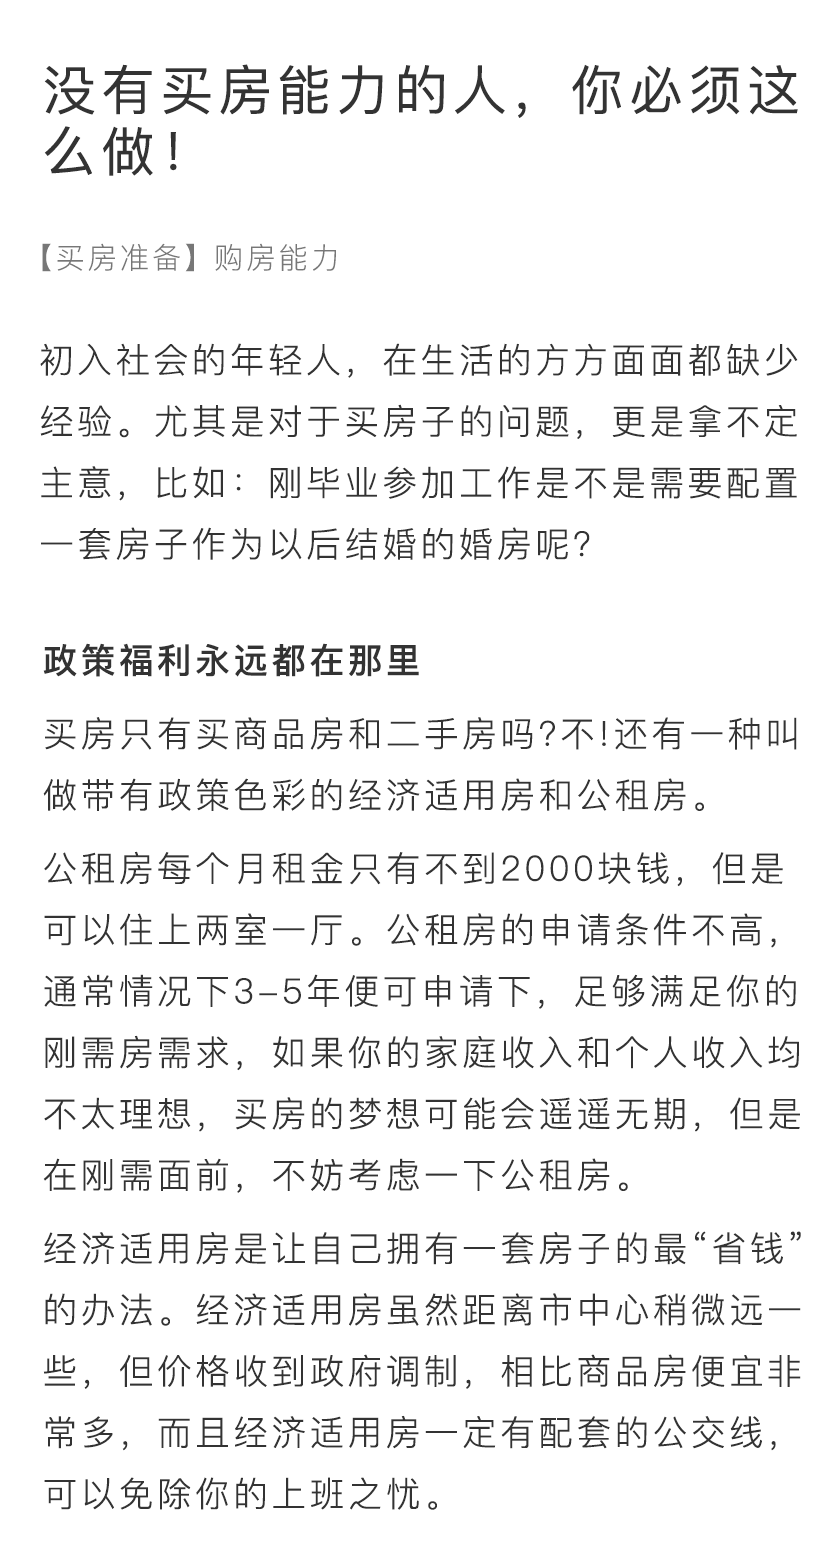 没有买房能力的人，你必须这
么做！
【买房准备】购房能力
初入社会的年轻人，在生活的方方面面都缺少
经验。尤其是对于买房子的问题，更是拿不定
主意，比如：刚毕业参加工作是不是需要配置
一套房子作为以后结婚的婚房呢?
政策福利永远都在那里
买房只有买商品房和二手房吗?不!还有一种叫
做带有政策色彩的经济适用房和公租房。
公租房每个月租金只有不到2000块钱，但是
可以住上两室一厅。公租房的申请条件不高，
通常情况下3-5年便可申请下，足够满足你的
刚需房需求，如果你的家庭收入和个人收入均
不太理想，买房的梦想可能会遥遥无期，但是
在刚需面前，不妨考虑一下公租房。
经济适用房是让自己拥有一套房子的最“省钱”
的办法。经济适用房虽然距离市中心稍微远一
些，但价格收到政府调制，相比商品房便宜非
常多，而且经济适用房一定有配套的公交线，
可以免除你的上班之忧。